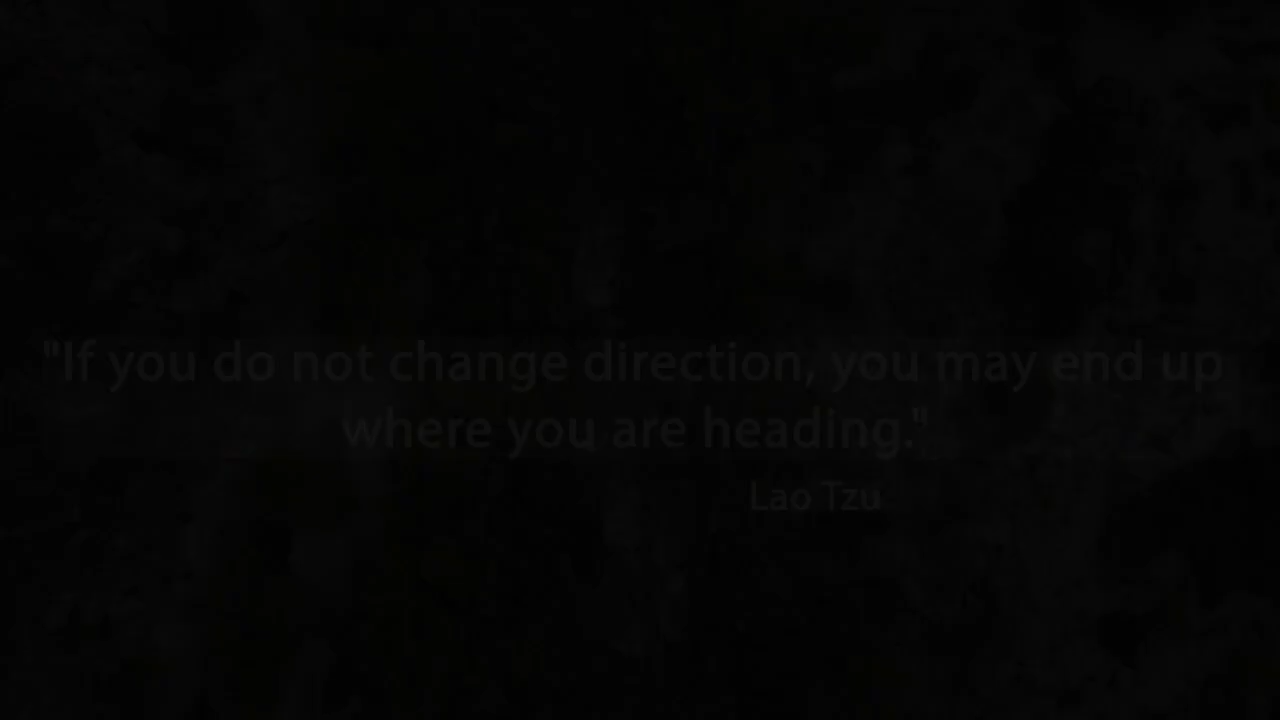 "If you do not change direction, you may end up
where you are heading."
Lao Tzu